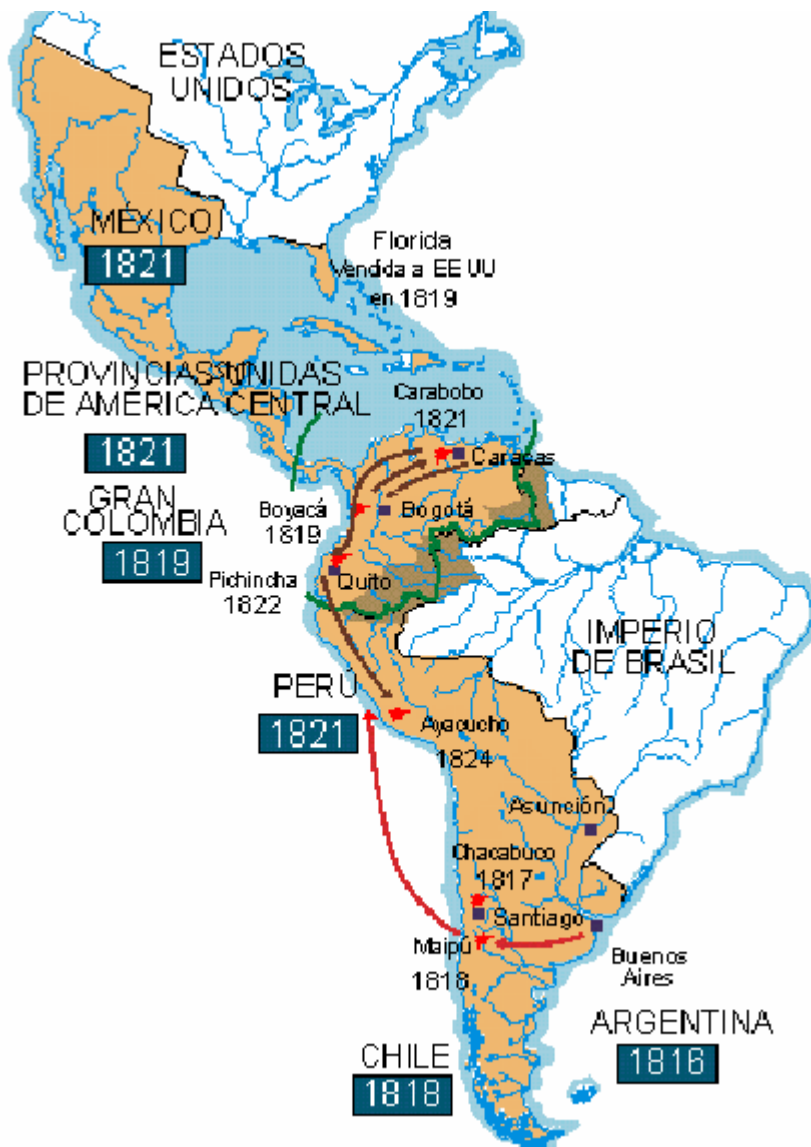 ESTADOS
UNIDOS
MÉXICO
1821
Florida
Vendida a EE UU
en 1819
PROVINCIAS UNIDAS
DE AMÉRICA CENTRAL
1821
Carabobo
1821
Caracas
GRAN
COLOMBIA
1819
Boyacá
1819
Bogotá
Pichincha
1822
Quito
IMPERIO
DE BRASIL
PERÚ
1821
Ayacucho
1824
Asunción
Chacabuco
1817
Santiago
Maipú
1818
Buenos
Aires
ARGENTINA
1816
CHILE
1818